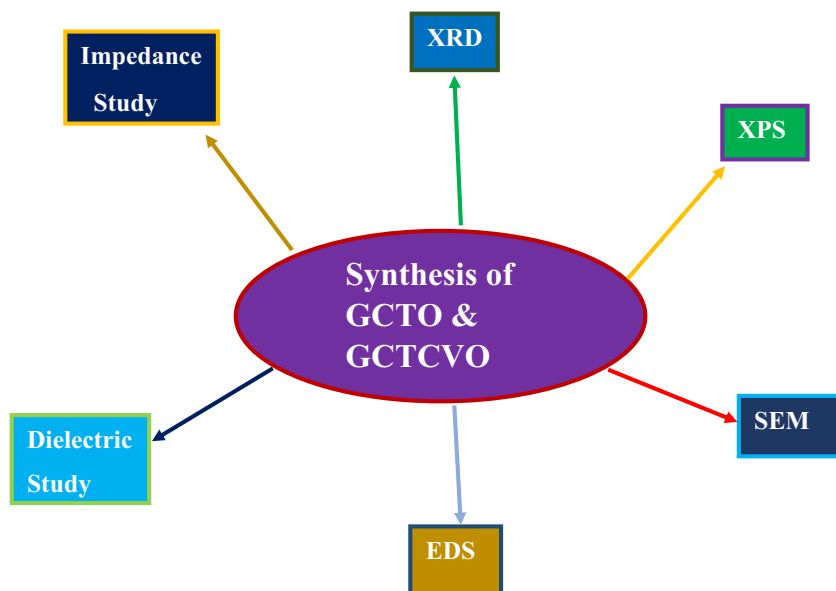 XRD
Impedance
Study
XPS
Synthesis of
GCTO &
GCTCVO
SEM
Dielectric
Study
EDS